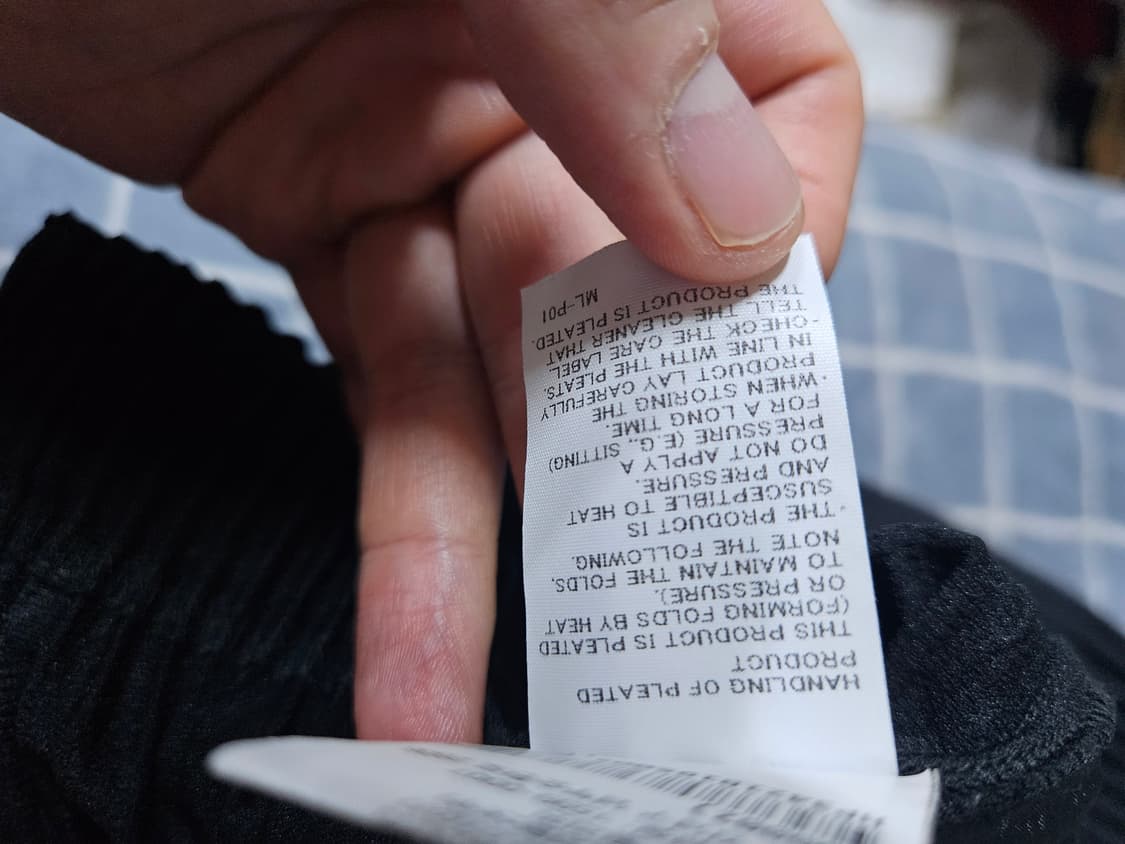 HANDLING OF PLEATED
PRODUCT
THIS PRODUCT IS PLEATED
(FORMING FOLDS BY HEAT
OR PRESSURE).
TO MAINTAIN THE FOLDS,
NOTE THE FOLLOWING.
·THE PRODUCT IS
SUSCEPTIBLE TO HEAT
AND PRESSURE.
DO NOT APPLY A
PRESSURE (E.G., SITTING)
FOR A LONG TIME.
·WHEN STORING THE
PRODUCT LAY CAREFULLY
IN LINE WITH THE PLEATS.
·CHECK THE CARE LABEL.
TELL THE CLEANER THAT
THE PRODUCT IS PLEATED.
ML-P01